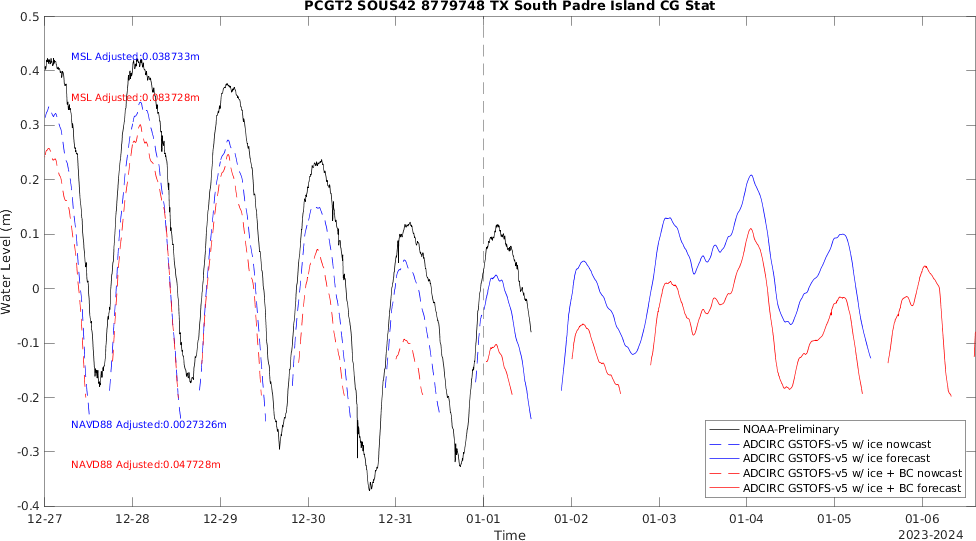 PCGT2 SOUS42 8779748 TX South Padre Island CG Stat
0.5
0.4
0.3
0.2
0.1
0
-0.1
-0.2
-0.3
-0.4
Water Level (m)
MSL Adjusted:0.038733m
MSL Adjusted:0.083728m
NAVD88 Adjusted:0.0027326m
NAVD88 Adjusted:0.047728m
NOAA-Preliminary
ADCIRC GSTOFS-v5 w/ ice nowcast
ADCIRC GSTOFS-v5 w/ ice forecast
ADCIRC GSTOFS-v5 w/ ice + BC nowcast
ADCIRC GSTOFS-v5 w/ ice + BC forecast
12-27 12-28 12-29 12-30 12-31 01-01 01-02 01-03 01-04 01-05 01-06
Time
2023-2024